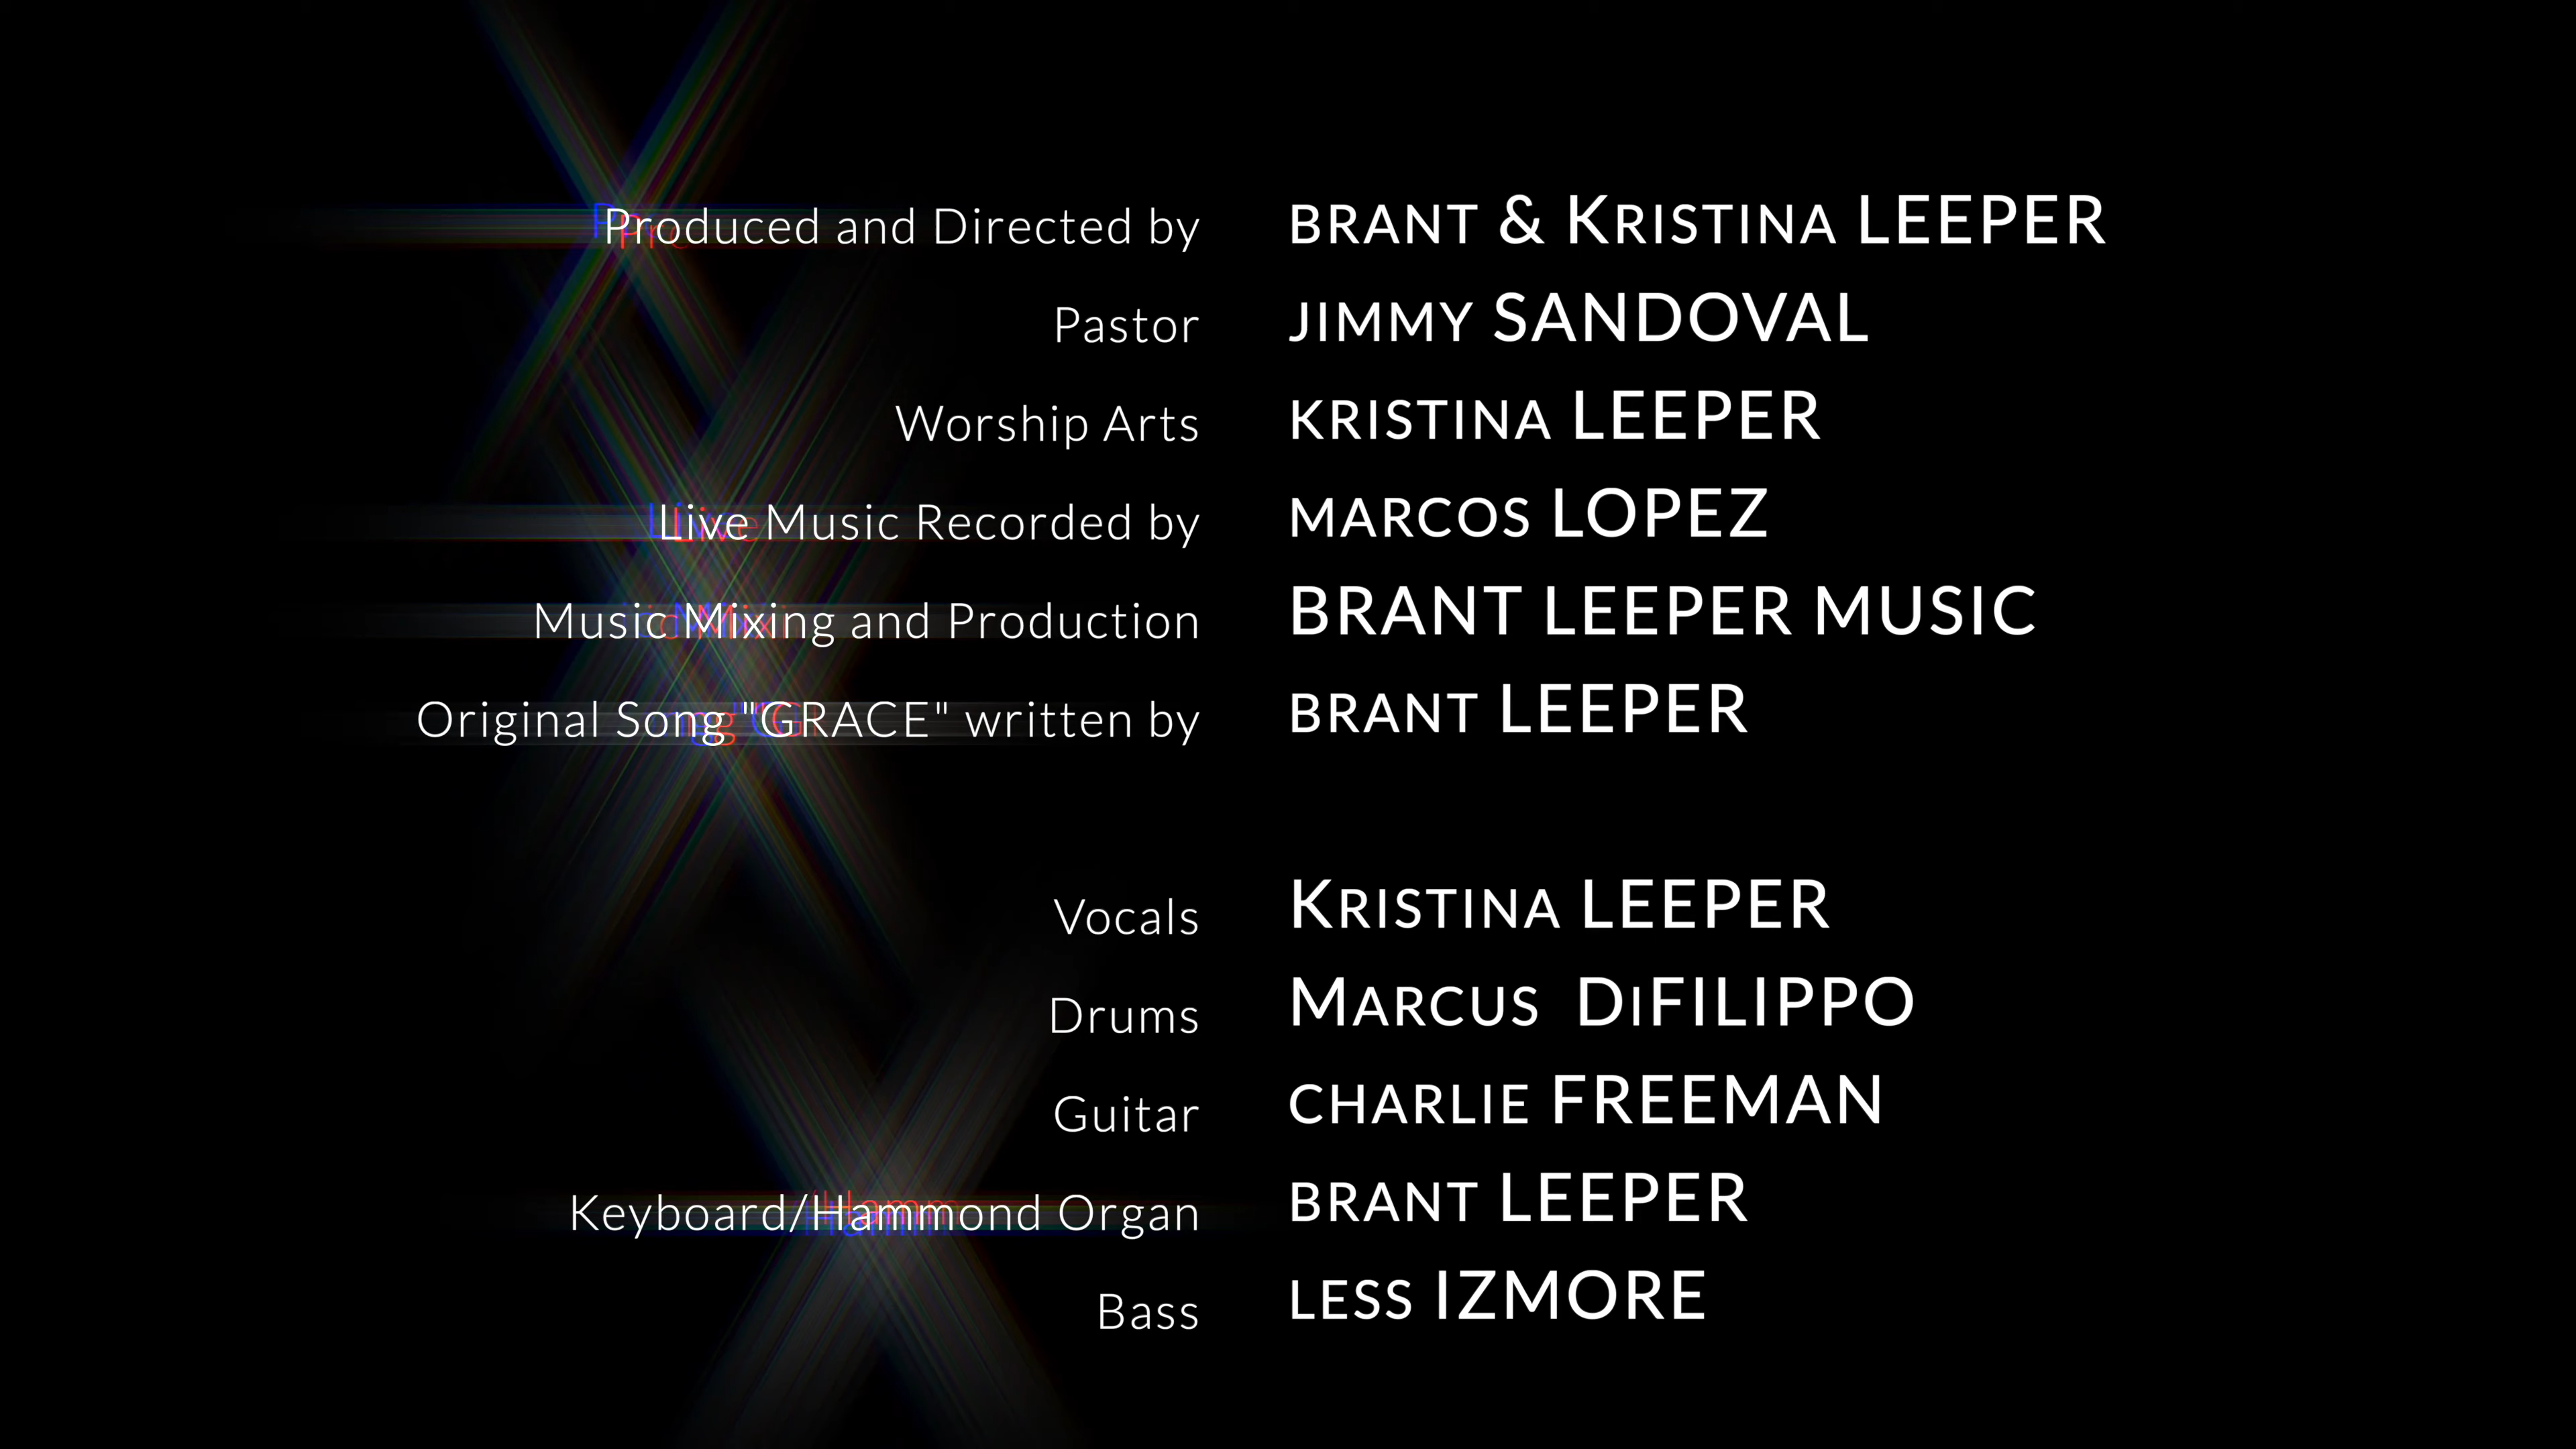 Produced and Directed by BRANT & KRISTINA LEEPER
Pastor JIMMY SANDOVAL
Worship Arts KRISTINA LEEPER
Live Music Recorded by MARCOS LOPEZ
Music Mixing and Production BRANT LEEPER MUSIC
Original Song "GRACE" written by BRANT LEEPER
Vocals KRISTINA LEEPER
Drums MARCUS DiFILIPPO
Guitar CHARLIE FREEMAN
Keyboard/Hammond Organ BRANT LEEPER
Bass LESS IZMORE